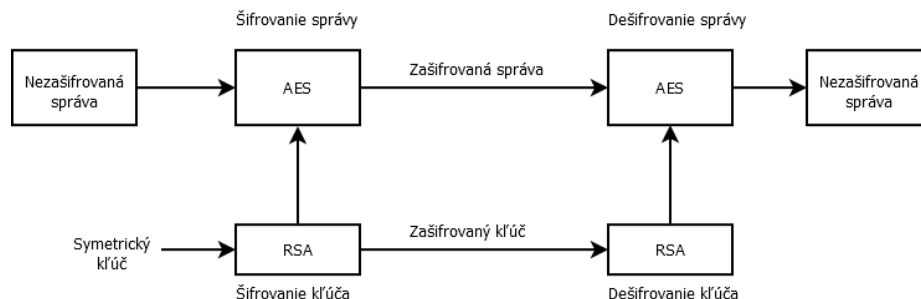 Šifrovanie správy
Dešifrovanie správy
Nezašifrovaná
správa
AES
Zašifrovaná správa
AES
Nezašifrovaná
správa
Symetrický
kľúč
RSA
Zašifrovaný kľúč
RSA
Šifrovanie kľúča
Dešifrovanie kľúča